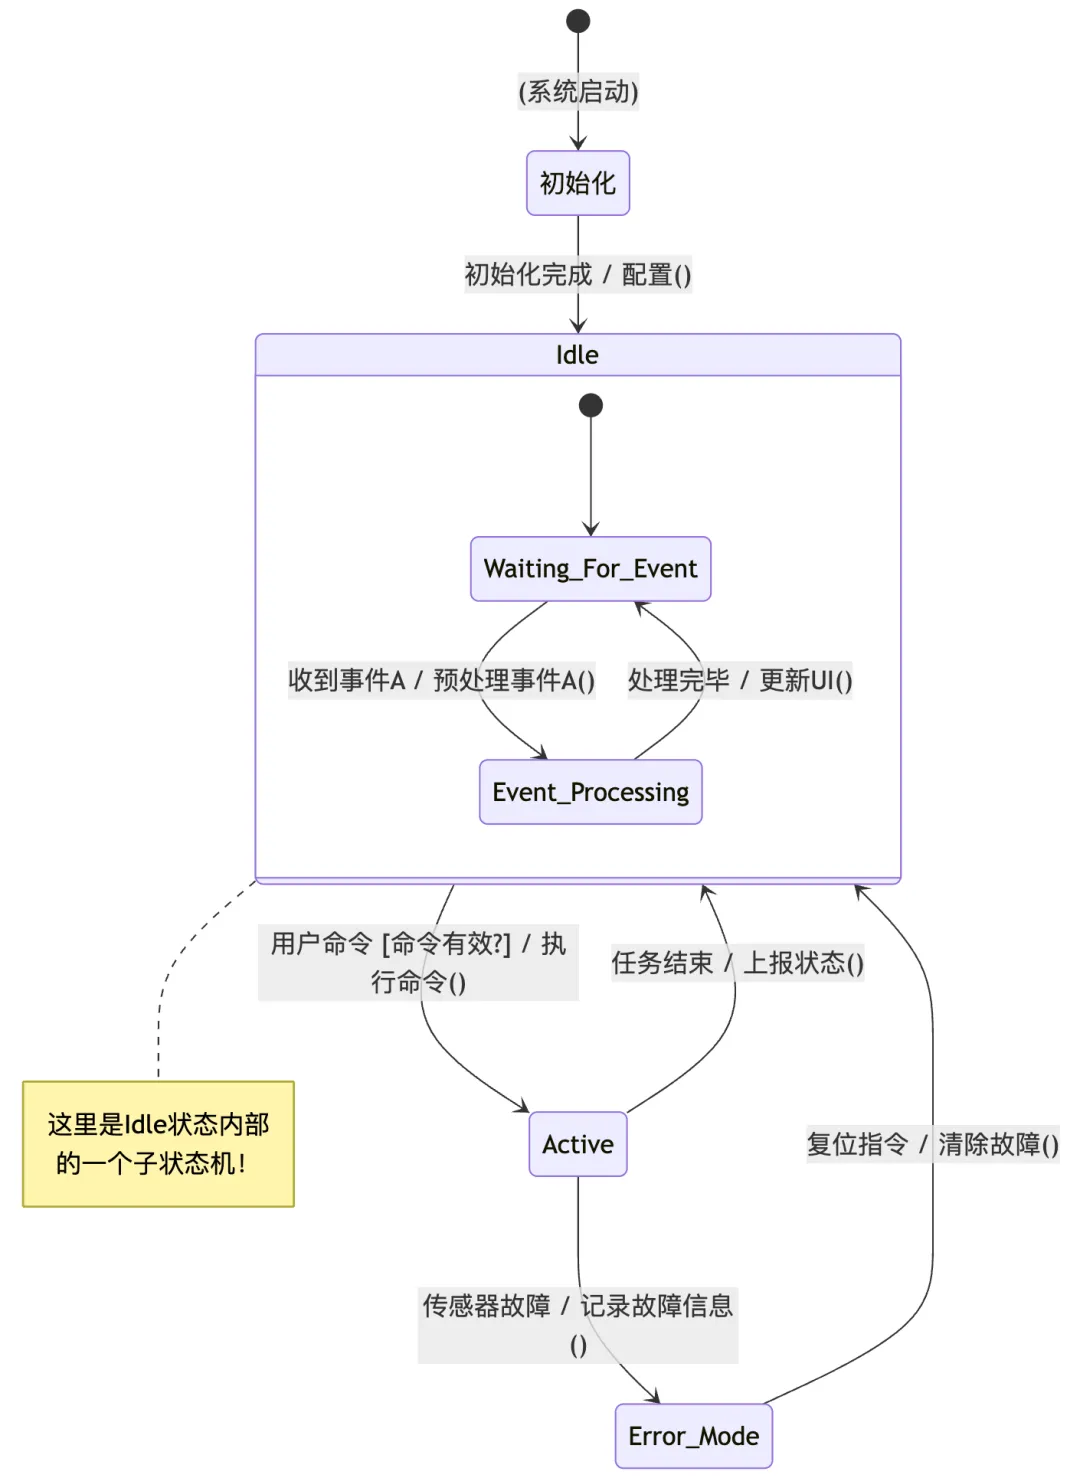 (系统启动)
初始化
初始化完成 / 配置()
Idle
Waiting_For_Event
收到事件A / 预处理事件A()
处理完毕 / 更新UI()
Event_Processing
用户命令 [命令有效?] / 执
行命令()
任务结束 / 上报状态()
这里是Idle状态内部
的一个子状态机！
Active
复位指令 / 清除故障()
传感器故障 / 记录故障信息
()
Error_Mode